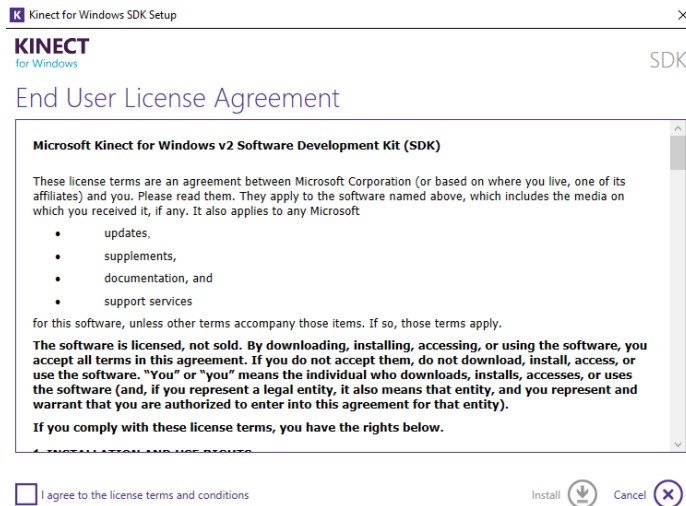 K Kinect for Windows SDK Setup
KINECT
for Windows
SDK
End User License Agreement
Microsoft Kinect for Windows v2 Software Development Kit (SDK)
These license terms are an agreement between Microsoft Corporation (or based on where you live, one of its
affiliates) and you. Please read them. They apply to the software named above, which includes the media on
which you received it, if any. It also applies to any Microsoft
• updates,
• supplements,
• documentation, and
• support services
for this software, unless other terms accompany those items. If so, those terms apply.
The software is licensed, not sold. By downloading, installing, accessing, or using the software, you
accept all terms in this agreement. If you do not accept them, do not download, install, access, or
use the software. “You” or “you” means the individual who downloads, installs, accesses, or uses
the software (and, if you represent a legal entity, it also means that entity, and you represent and
warrant that you are authorized to enter into this agreement for that entity).
If you comply with these license terms, you have the rights below.
1. INSTALLATION AND USE RIGHTS
I agree to the license terms and conditions
Install
Cancel